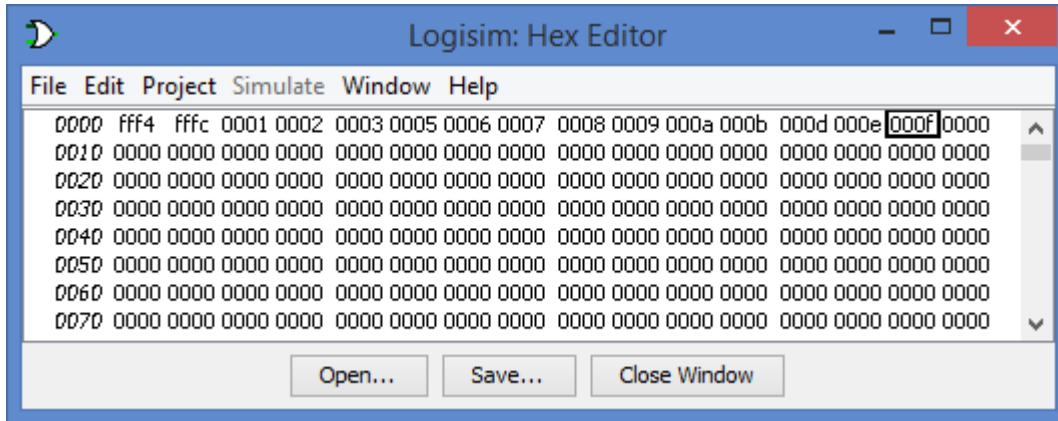 Logisim: Hex Editor
File Edit Project Simulate Window Help
0000 fff4 fffc 0001 0002 0003 0005 0006 0007 0008 0009 000a 000b 000d 000e 000f 0000
0010 0000 0000 0000 0000 0000 0000 0000 0000 0000 0000 0000 0000 0000 0000 0000 0000
0020 0000 0000 0000 0000 0000 0000 0000 0000 0000 0000 0000 0000 0000 0000 0000 0000
0030 0000 0000 0000 0000 0000 0000 0000 0000 0000 0000 0000 0000 0000 0000 0000 0000
0040 0000 0000 0000 0000 0000 0000 0000 0000 0000 0000 0000 0000 0000 0000 0000 0000
0050 0000 0000 0000 0000 0000 0000 0000 0000 0000 0000 0000 0000 0000 0000 0000 0000
0060 0000 0000 0000 0000 0000 0000 0000 0000 0000 0000 0000 0000 0000 0000 0000 0000
0070 0000 0000 0000 0000 0000 0000 0000 0000 0000 0000 0000 0000 0000 0000 0000 0000
Open... Save... Close Window